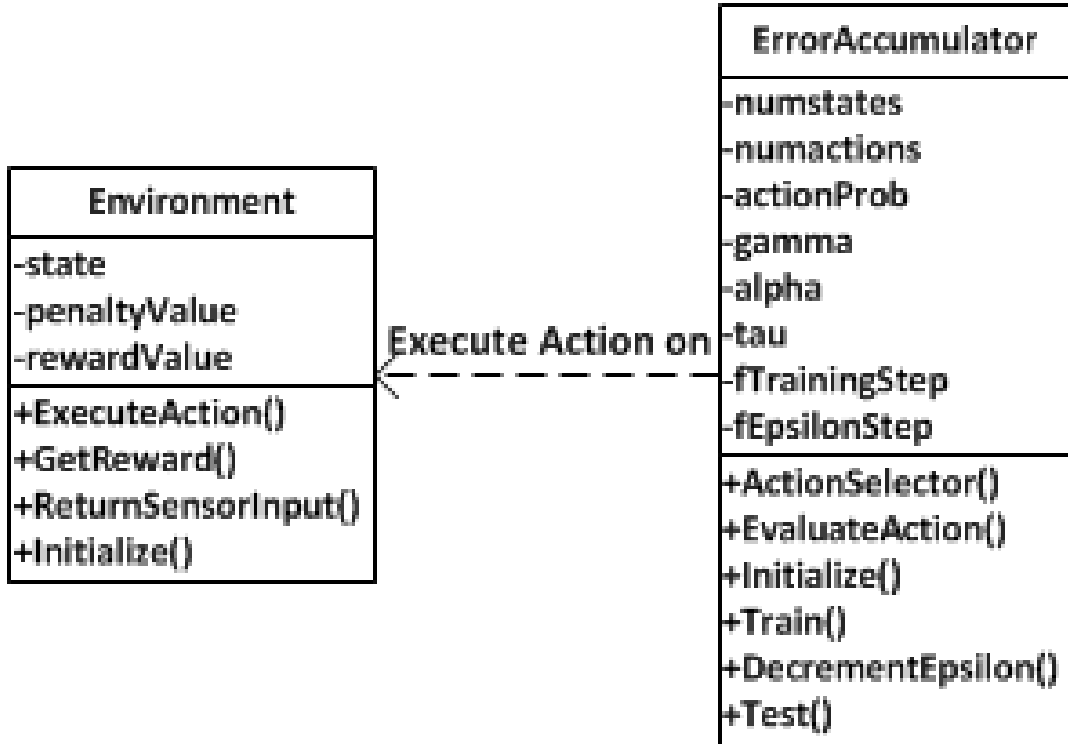 Environment
-state
-penaltyValue
-rewardValue
+ExecuteAction()
+GetReward()
+ReturnSensorInput()
+Initialize()
Execute Action on
ErrorAccumulator
-numstates
-numactions
-actionProb
-gamma
-alpha
-tau
-fTrainingStep
-fEpsilonStep
+ActionSelector()
+EvaluateAction()
+Initialize()
+Train()
+DecrementEpsilon()
+Test()